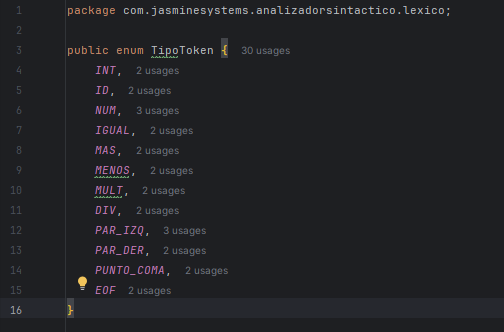 1 package com.jasminesystems.analizadorsintactico.lexico;
2
3 public enum TipoToken { 30 usages
4 INT, 2 usages
5 ID, 2 usages
6 NUM, 3 usages
7 IGUAL, 2 usages
8 MAS, 2 usages
9 MENOS, 2 usages
10 MULT, 2 usages
11 DIV, 2 usages
12 PAR_IZQ, 3 usages
13 PAR_DER, 2 usages
14 PUNTO_COMA, 2 usages
15 EOF 2 usages
16 }